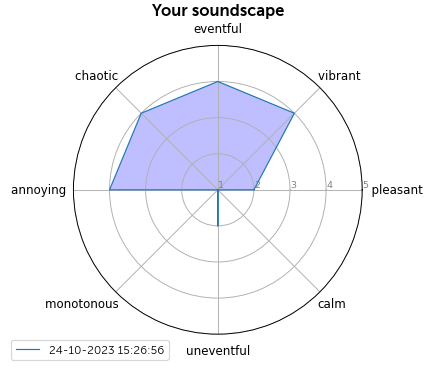 Your soundscape
eventful
chaotic
vibrant
annoying
1 2 3 4 5
pleasant
monotonous
calm
uneventful
24-10-2023 15:26:56